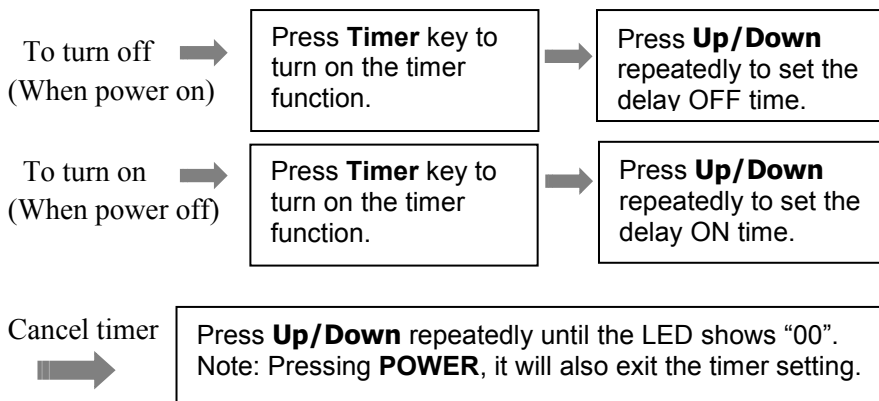 To turn off
(When power on)
Press Timer key to
turn on the timer
function.
Press Up/Down
repeatedly to set the
delay OFF time.
To turn on
(When power off)
Press Timer key to
turn on the timer
function.
Press Up/Down
repeatedly to set the
delay ON time.
Cancel timer
Press Up/Down repeatedly until the LED shows “00”.
Note: Pressing POWER, it will also exit the timer setting.